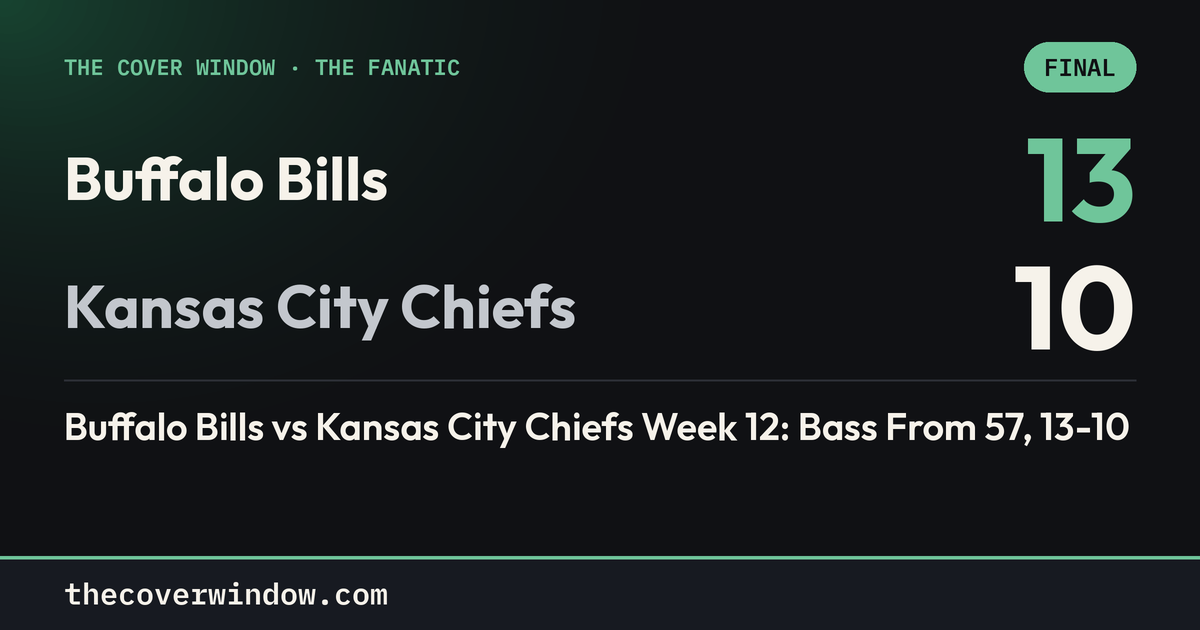 THE COVER WINDOW · THE FANATIC
FINAL
Buffalo Bills 13
Kansas City Chiefs 10
Buffalo Bills vs Kansas City Chiefs Week 12: Bass From 57, 13-10
thecoverwindow.com